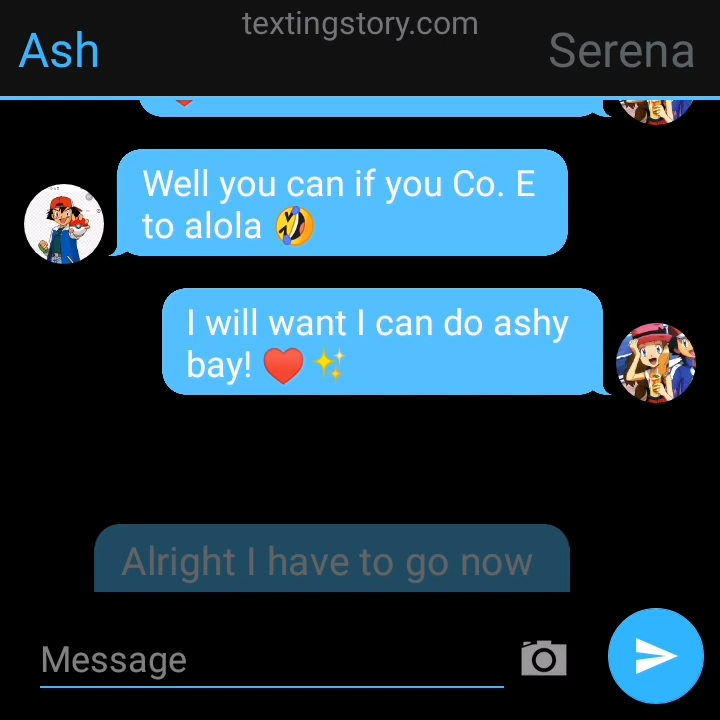 textingstory.com
Ash
Serena
Well you can if you Co. E
to alola 🤣
I will want I can do ashy
bay! ♥️ ✨
Alright I have to go now
Message